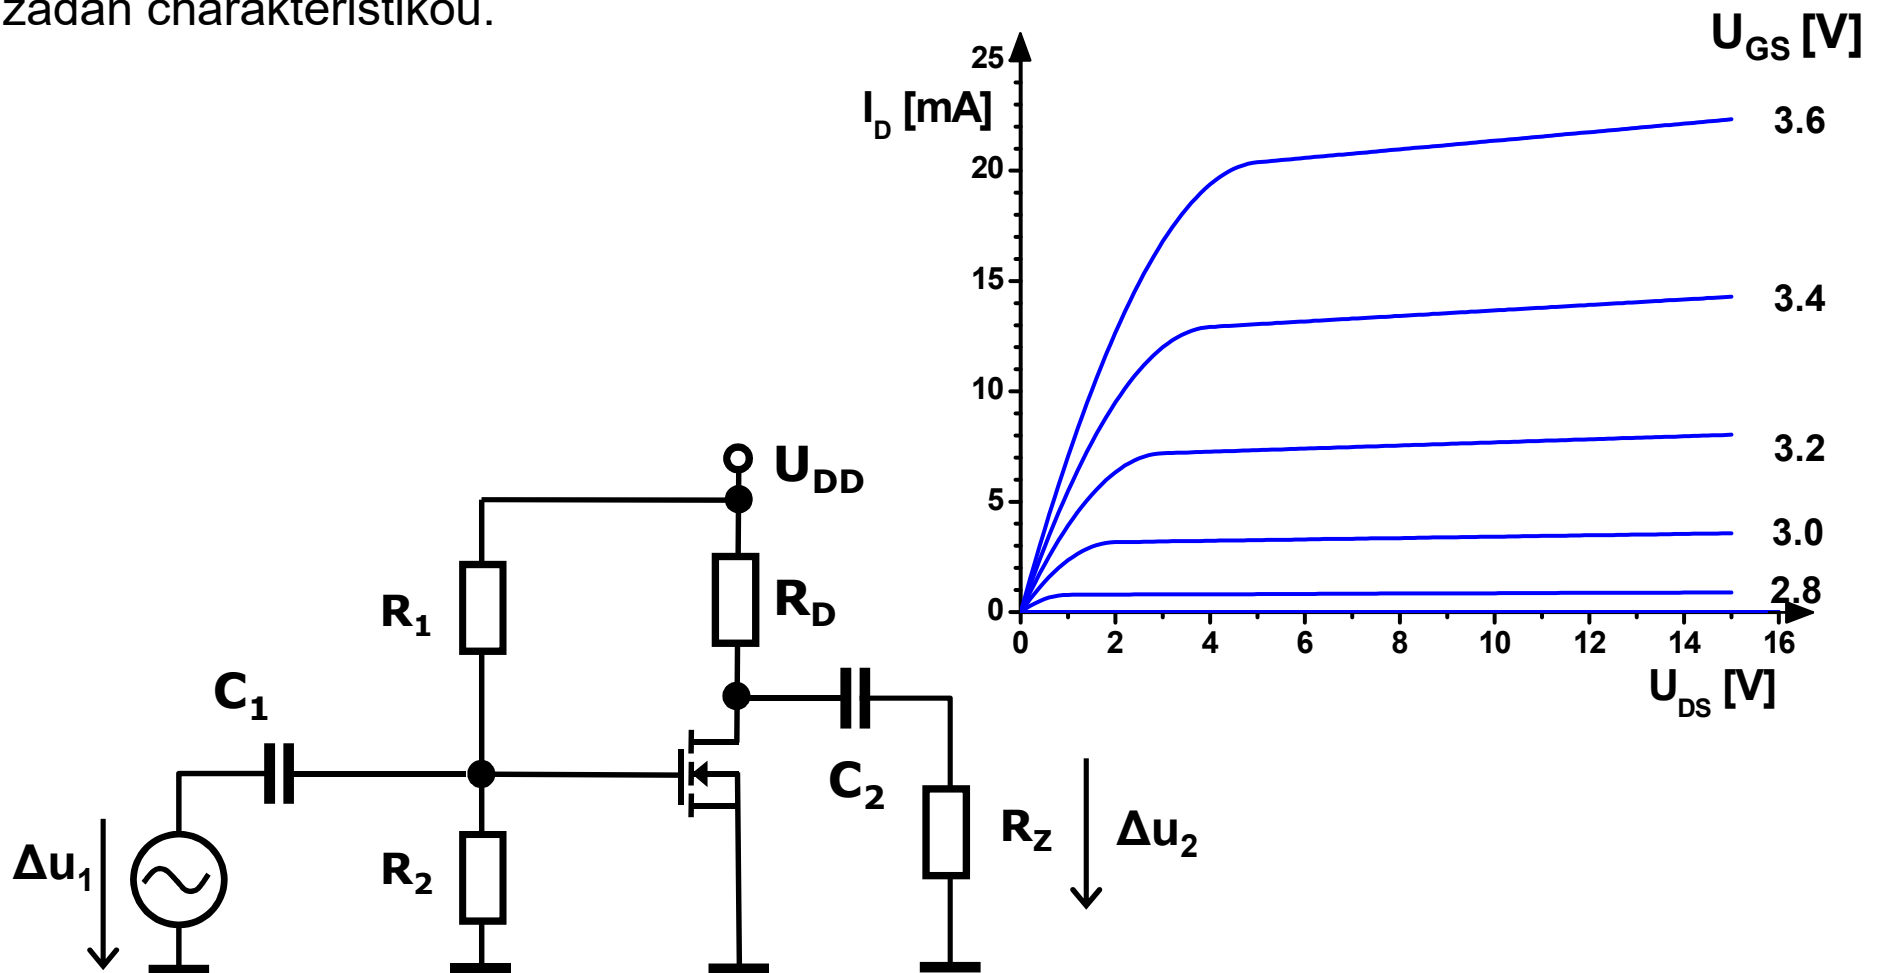 zadán charakteristikou.
U_GS [V]
25
I_D [mA]
3.6
20
3.4
15
10
3.2
5
3.0
2.8
0
0 2 4 6 8 10 12 14 16
U_DS [V]
U_DD
R_1
R_D
C_1
C_2
R_Z
Δu_2
Δu_1
R_2